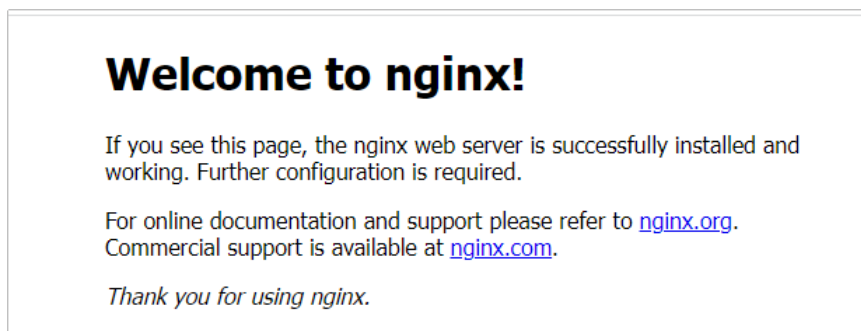 Welcome to nginx!
If you see this page, the nginx web server is successfully installed and
working. Further configuration is required.
For online documentation and support please refer to nginx.org.
Commercial support is available at nginx.com.
Thank you for using nginx.